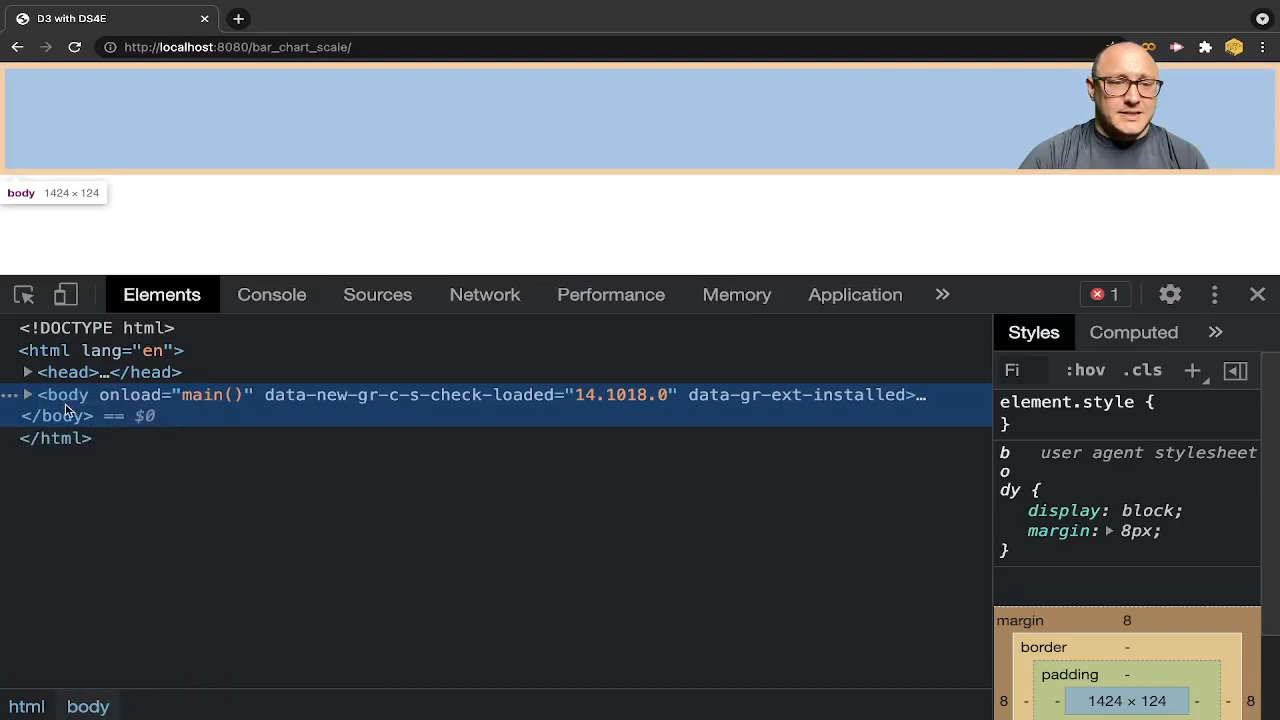 D3 with DS4E
http://localhost:8080/bar_chart_scale/
body 1424 × 124
Elements Console Sources Network Performance Memory Application » 1
<!DOCTYPE html>
<html lang="en">
<head>…</head>
<body onload="main()" data-new-gr-c-s-check-loaded="14.1018.0" data-gr-ext-installed>…
</body> == $0
</html>
html body
Styles Computed »
Fi :hov .cls +
element.style {
}
b user agent stylesheet
o
dy {
display: block;
margin: 8px;
}
margin 8
border -
padding -
8 - - 1424 × 124 - - 8